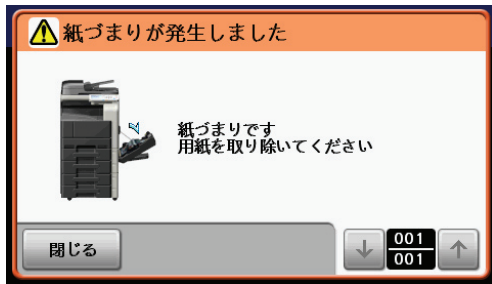 紙づまりが発生しました
紙づまりです
用紙を取り除いてください
閉じる
001
001